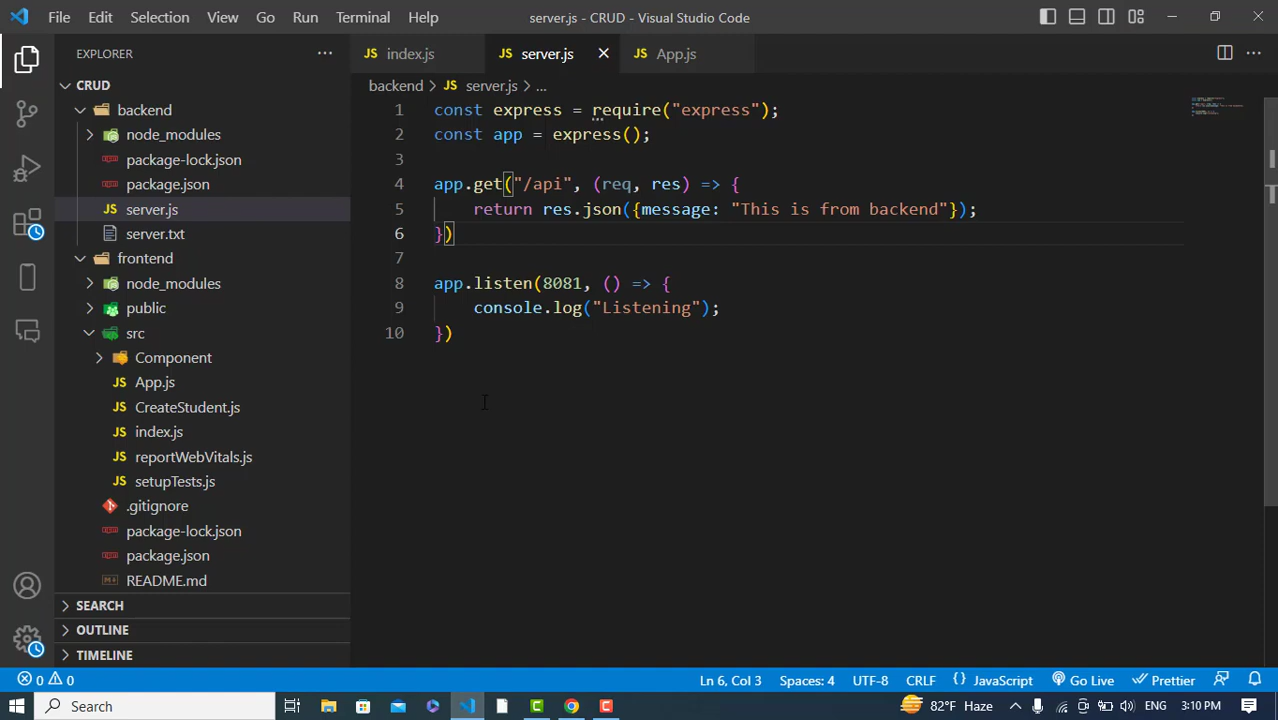 File Edit Selection View Go Run Terminal Help server.js - CRUD - Visual Studio Code
EXPLORER
CRUD
backend
node_modules
package-lock.json
package.json
server.js
server.txt
frontend
node_modules
public
src
Component
App.js
CreateStudent.js
index.js
reportWebVitals.js
setupTests.js
.gitignore
package-lock.json
package.json
README.md
SEARCH
OUTLINE
TIMELINE
JS index.js JS server.js JS App.js
backend JS server.js ...
1 const express = require("express");
2 const app = express();
3
4 app.get("/api", (req, res) => {
5 return res.json({message: "This is from backend"});
6 })
7
8 app.listen(8081, () => {
9 console.log("Listening");
10 })
0 0 Ln 6, Col 3 Spaces: 4 UTF-8 CRLF {} JavaScript Go Live Prettier
Search 82°F Haze ENG 3:10 PM